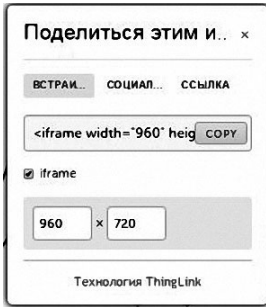 Поделиться этим и.. ×
ВСТРАИ... СОЦИАЛ... ССЫЛКА
<iframe width="960" heig COPY
iframe
960 × 720
Технология ThingLink